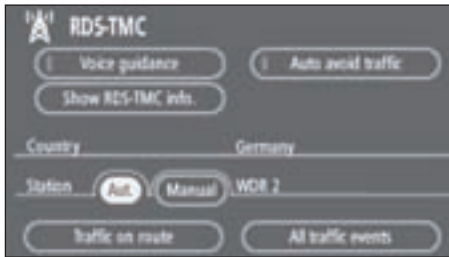 RDS-TMC
Voice guidance Auto avoid traffic
Show RDS-TMC info.
Country Germany
Station Aut. Manual WDR 2
Traffic on route All traffic events